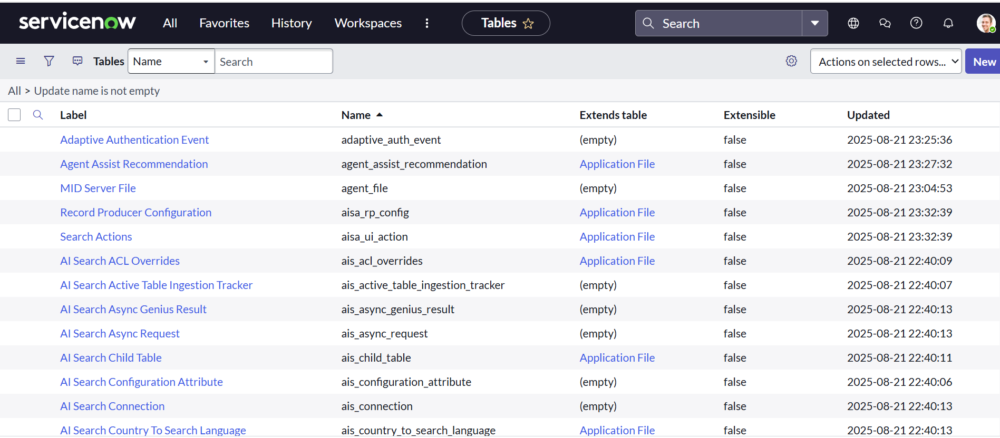 servicenow All Favorites History Workspaces Tables Search
Tables Name Search Actions on selected rows... New
All > Update name is not empty
Label Name Extends table Extensible Updated
Adaptive Authentication Event adaptive_auth_event (empty) false 2025-08-21 23:25:36
Agent Assist Recommendation agent_assist_recommendation Application File false 2025-08-21 23:27:32
MID Server File agent_file (empty) false 2025-08-21 23:04:53
Record Producer Configuration aisa_rp_config Application File false 2025-08-21 23:32:39
Search Actions aisa_ui_action Application File false 2025-08-21 23:32:39
AI Search ACL Overrides ais_acl_overrides Application File false 2025-08-21 22:40:09
AI Search Active Table Ingestion Tracker ais_active_table_ingestion_tracker (empty) false 2025-08-21 22:40:07
AI Search Async Genius Result ais_async_genius_result (empty) false 2025-08-21 22:40:13
AI Search Async Request ais_async_request (empty) false 2025-08-21 22:40:13
AI Search Child Table ais_child_table Application File false 2025-08-21 22:40:11
AI Search Configuration Attribute ais_configuration_attribute (empty) false 2025-08-21 22:40:06
AI Search Connection ais_connection (empty) false 2025-08-21 22:40:13
AI Search Country To Search Language ais_country_to_search_language Application File false 2025-08-21 22:40:13